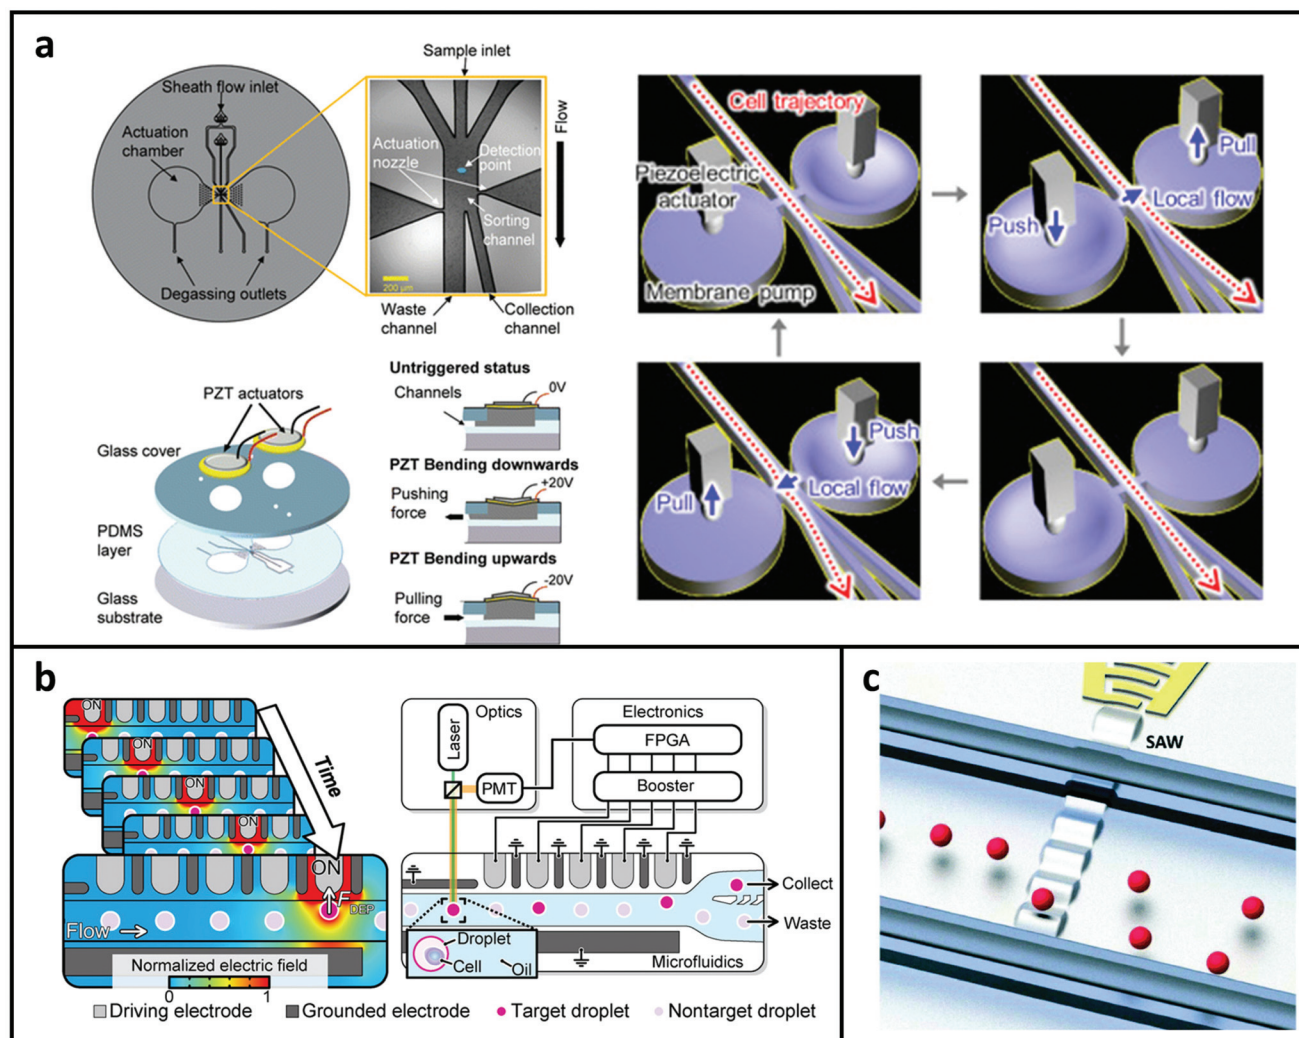 a
Sheath flow inlet
Actuation
chamber
Degassing outlets
Sample inlet
Actuation
nozzle
Detection
point
Sorting
channel
Flow
200 µm
Waste
channel
Collection
channel
PZT actuators
Glass cover
PDMS
layer
Glass
substrate
Untriggered status
Channels
0V
PZT Bending downwards
Pushing
force
+20V
PZT Bending upwards
Pulling
force
-20V
Cell trajectory
Piezoelectric
actuator
Membrane pump
Pull
Local flow
Push
Push
Local flow
Pull
b
ON
ON
ON
ON
ON
Time
F DEP
Flow
Normalized electric field
0
1
Optics
Laser
PMT
Electronics
FPGA
Booster
Collect
Waste
Droplet
Cell
Oil
Microfluidics
Driving electrode
Grounded electrode
Target droplet
Nontarget droplet
c
SAW